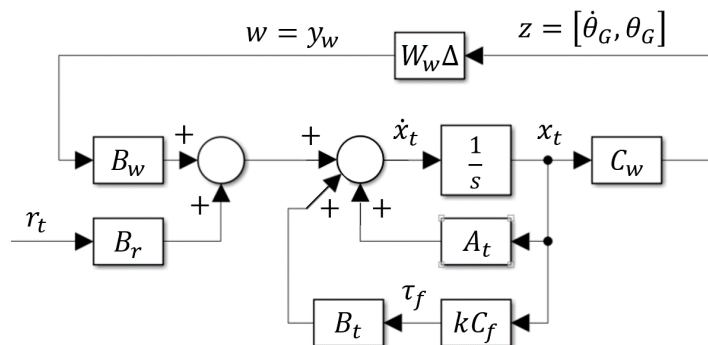 w = y_w z = [θ̇_G, θ_G]
W_wΔ
+ + ẋ_t 1/s x_t
B_w C_w
+ + +
r_t B_r A_t
τ_f
B_t kC_f